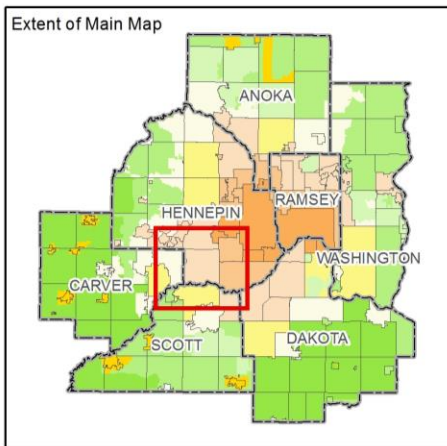 Extent of Main Map
ANOKA
HENNEPIN
RAMSEY
WASHINGTON
CARVER
SCOTT
DAKOTA